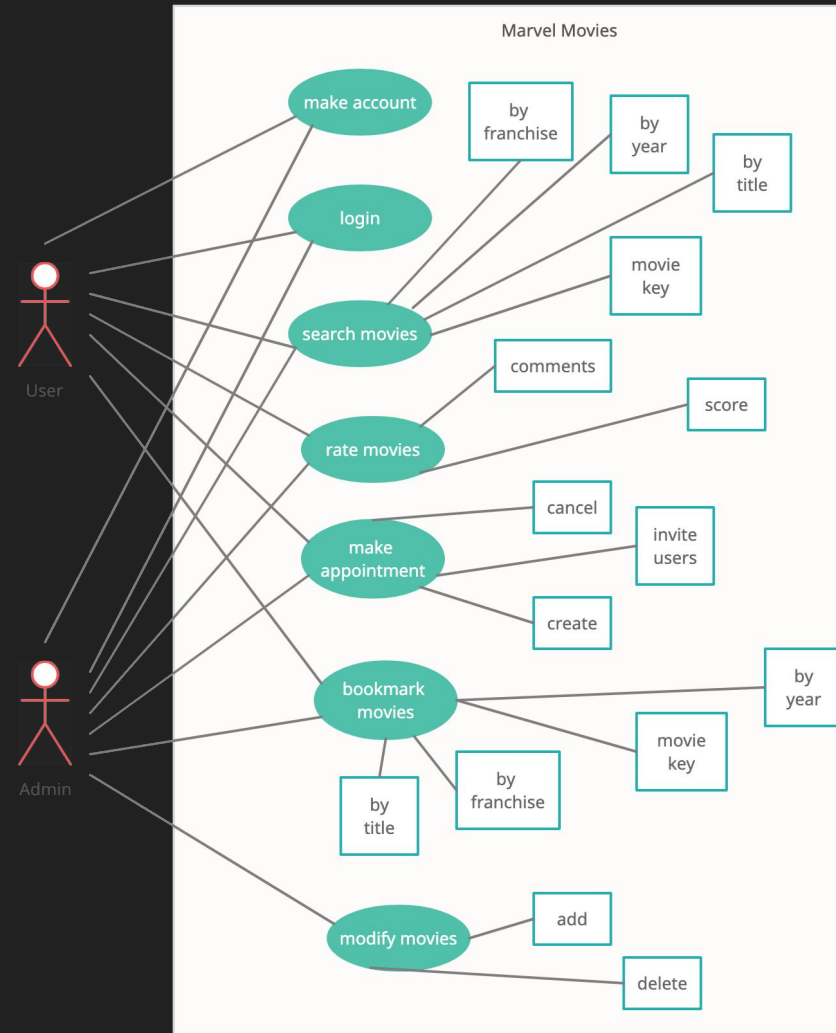 Marvel Movies
make account
by
franchise
by
year
by
title
login
movie
key
search movies
comments
User
score
rate movies
cancel
invite
users
make
appointment
create
by
year
bookmark
movies
movie
key
Admin
by
title
by
franchise
add
modify movies
delete